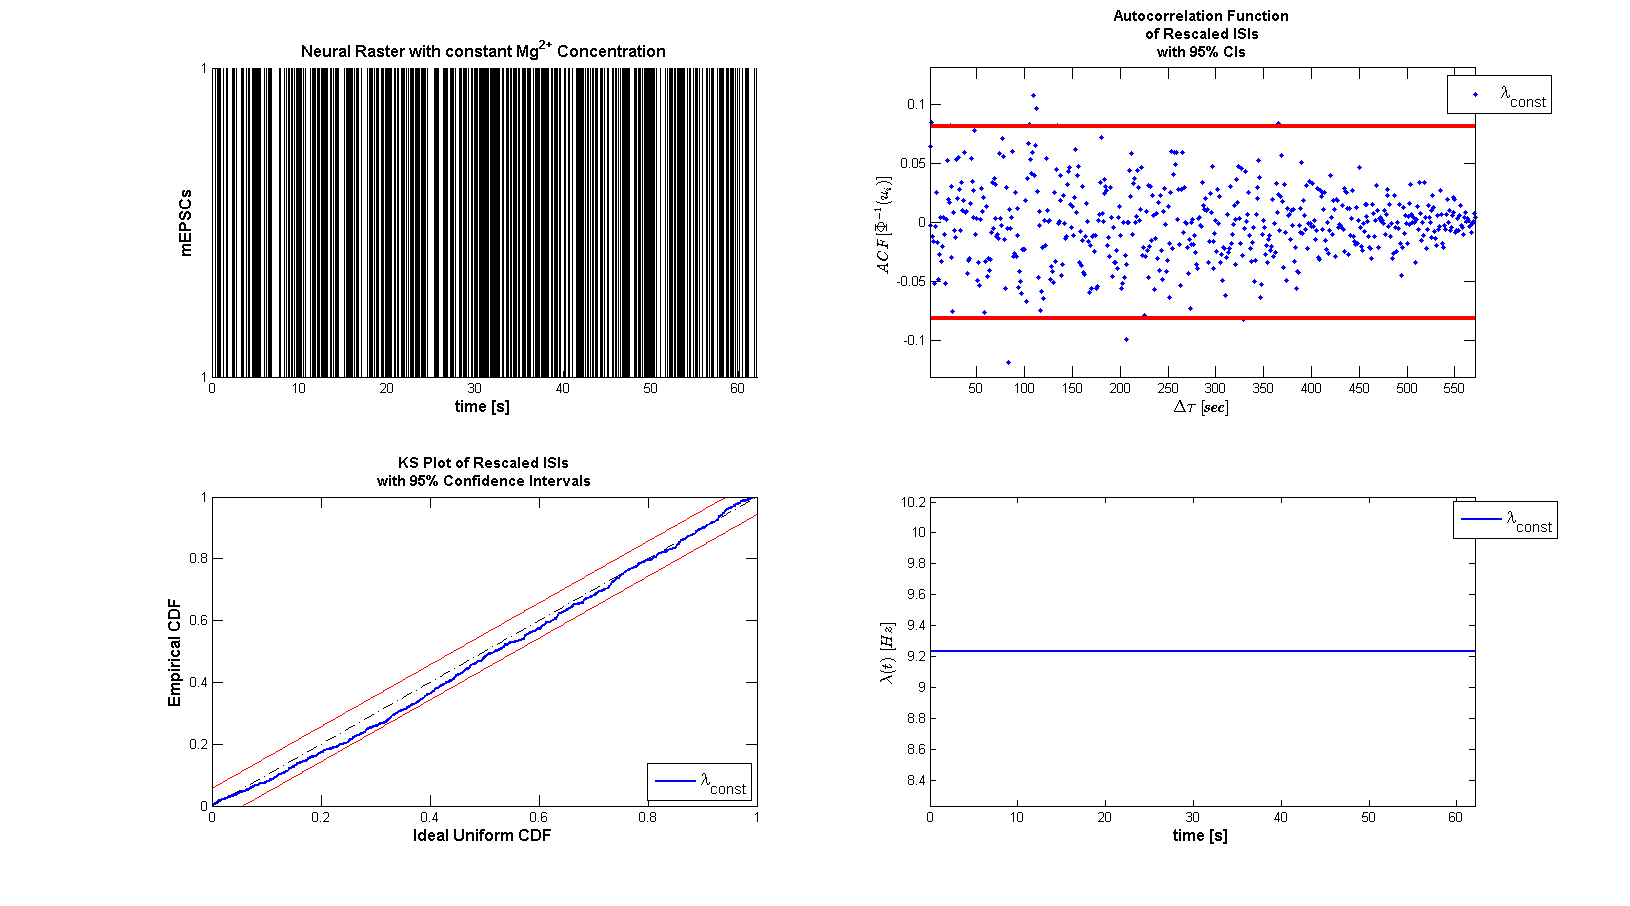 Neural Raster with constant Mg²⁺ Concentration
1
mEPSCs
1
0 10 20 30 40 50 60
time [s]
Autocorrelation Function
of Rescaled ISIs
with 95% CIs
λ_const
0.1
0.05
0
-0.05
-0.1
ACF[Φ⁻¹(u_i)]
50 100 150 200 250 300 350 400 450 500 550
Δτ [sec]
KS Plot of Rescaled ISIs
with 95% Confidence Intervals
1
0.8
0.6
0.4
0.2
0
Empirical CDF
λ_const
0 0.2 0.4 0.6 0.8 1
Ideal Uniform CDF
10.2
10
9.8
9.6
9.4
9.2
9
8.8
8.6
8.4
λ(t) [Hz]
λ_const
0 10 20 30 40 50 60
time [s]